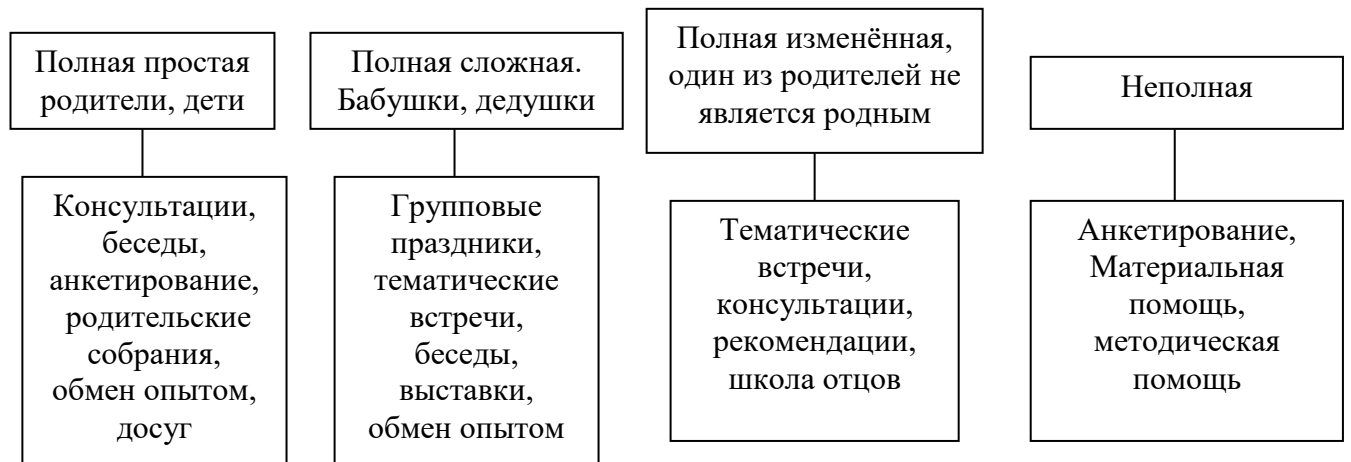 Полная простая
родители, дети
Консультации,
беседы,
анкетирование,
родительские
собрания,
обмен опытом,
досуг
Полная сложная.
Бабушки, дедушки
Групповые
праздники,
тематические
встречи,
беседы,
выставки,
обмен опытом
Полная изменённая,
один из родителей не
является родным
Тематические
встречи,
консультации,
рекомендации,
школа отцов
Неполная
Анкетирование,
Материальная
помощь,
методическая
помощь